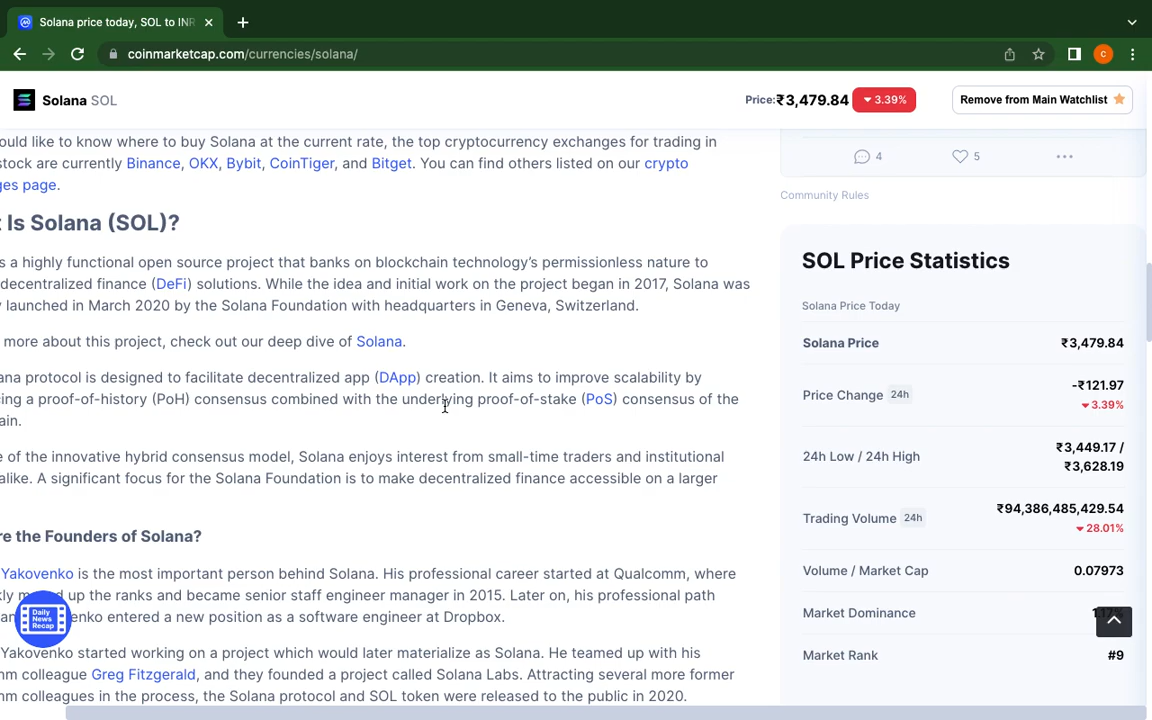 Solana price today, SOL to INR
coinmarketcap.com/currencies/solana/
C
Solana SOL
Price:₹3,479.84 3.39%
Remove from Main Watchlist
ould like to know where to buy Solana at the current rate, the top cryptocurrency exchanges for trading in
stock are currently Binance, OKX, Bybit, CoinTiger, and Bitget. You can find others listed on our crypto
ges page.
t Is Solana (SOL)?
s a highly functional open source project that banks on blockchain technology’s permissionless nature to
decentralized finance (DeFi) solutions. While the idea and initial work on the project began in 2017, Solana was
y launched in March 2020 by the Solana Foundation with headquarters in Geneva, Switzerland.
more about this project, check out our deep dive of Solana.
ana protocol is designed to facilitate decentralized app (DApp) creation. It aims to improve scalability by
ing a proof-of-history (PoH) consensus combined with the underlying proof-of-stake (PoS) consensus of the
ain.
e of the innovative hybrid consensus model, Solana enjoys interest from small-time traders and institutional
alike. A significant focus for the Solana Foundation is to make decentralized finance accessible on a larger
re the Founders of Solana?
Yakovenko is the most important person behind Solana. His professional career started at Qualcomm, where
kly up the ranks and became senior staff engineer manager in 2015. Later on, his professional path
an enko entered a new position as a software engineer at Dropbox.
Daily
News
Recap
Yakovenko started working on a project which would later materialize as Solana. He teamed up with his
mm colleague Greg Fitzgerald, and they founded a project called Solana Labs. Attracting several more former
mm colleagues in the process, the Solana protocol and SOL token were released to the public in 2020.
4 5
Community Rules
SOL Price Statistics
Solana Price Today
Solana Price ₹3,479.84
Price Change 24h -₹121.97
3.39%
24h Low / 24h High ₹3,449.17 /
₹3,628.19
Trading Volume 24h ₹94,386,485,429.54
28.01%
Volume / Market Cap 0.07973
Market Dominance
Market Rank #9